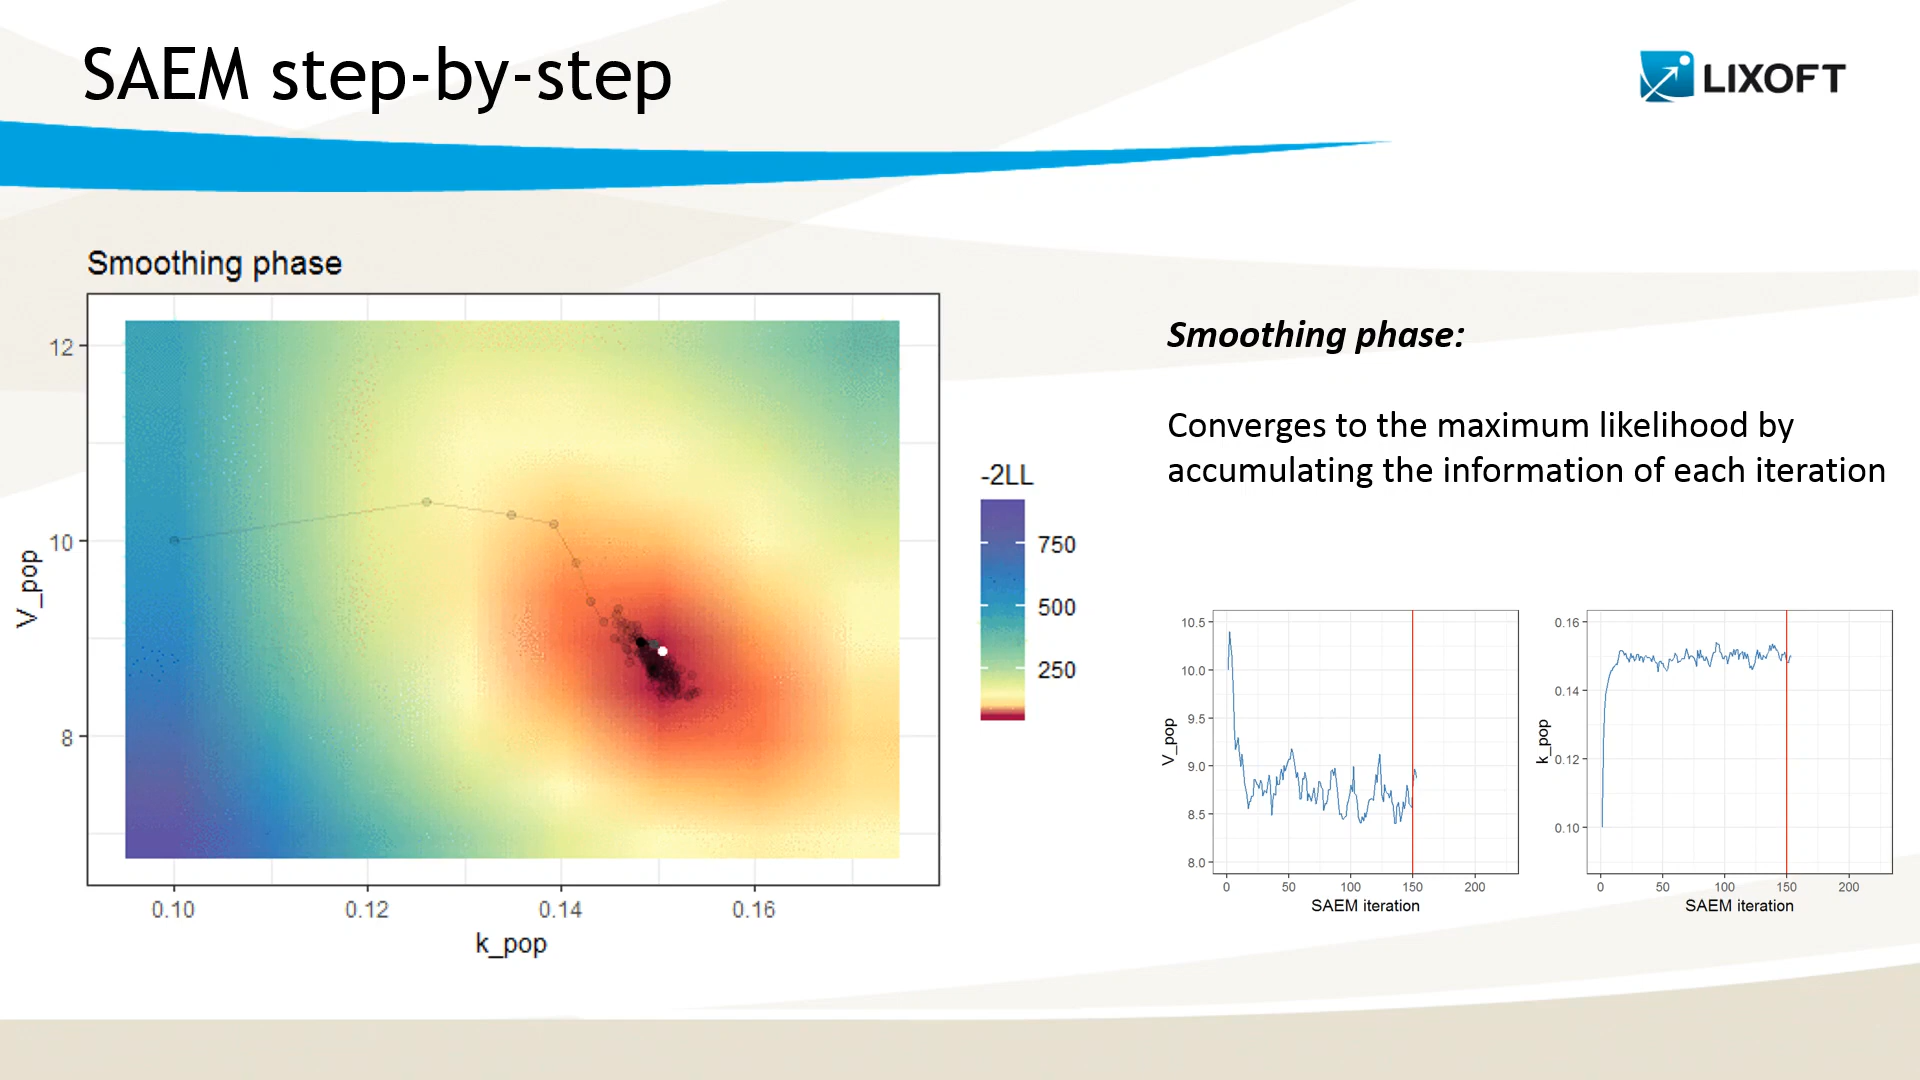 SAEM step-by-step
LIXOFT
Smoothing phase
12
10
8
V_pop
0.10
0.12
0.14
0.16
k_pop
-2LL
750
500
250
Smoothing phase:
Converges to the maximum likelihood by
accumulating the information of each iteration
10.5
10.0
9.5
9.0
8.5
8.0
V_pop
0
50
100
150
200
SAEM iteration
0.16
0.14
0.12
0.10
k_pop
0
50
100
150
200
SAEM iteration